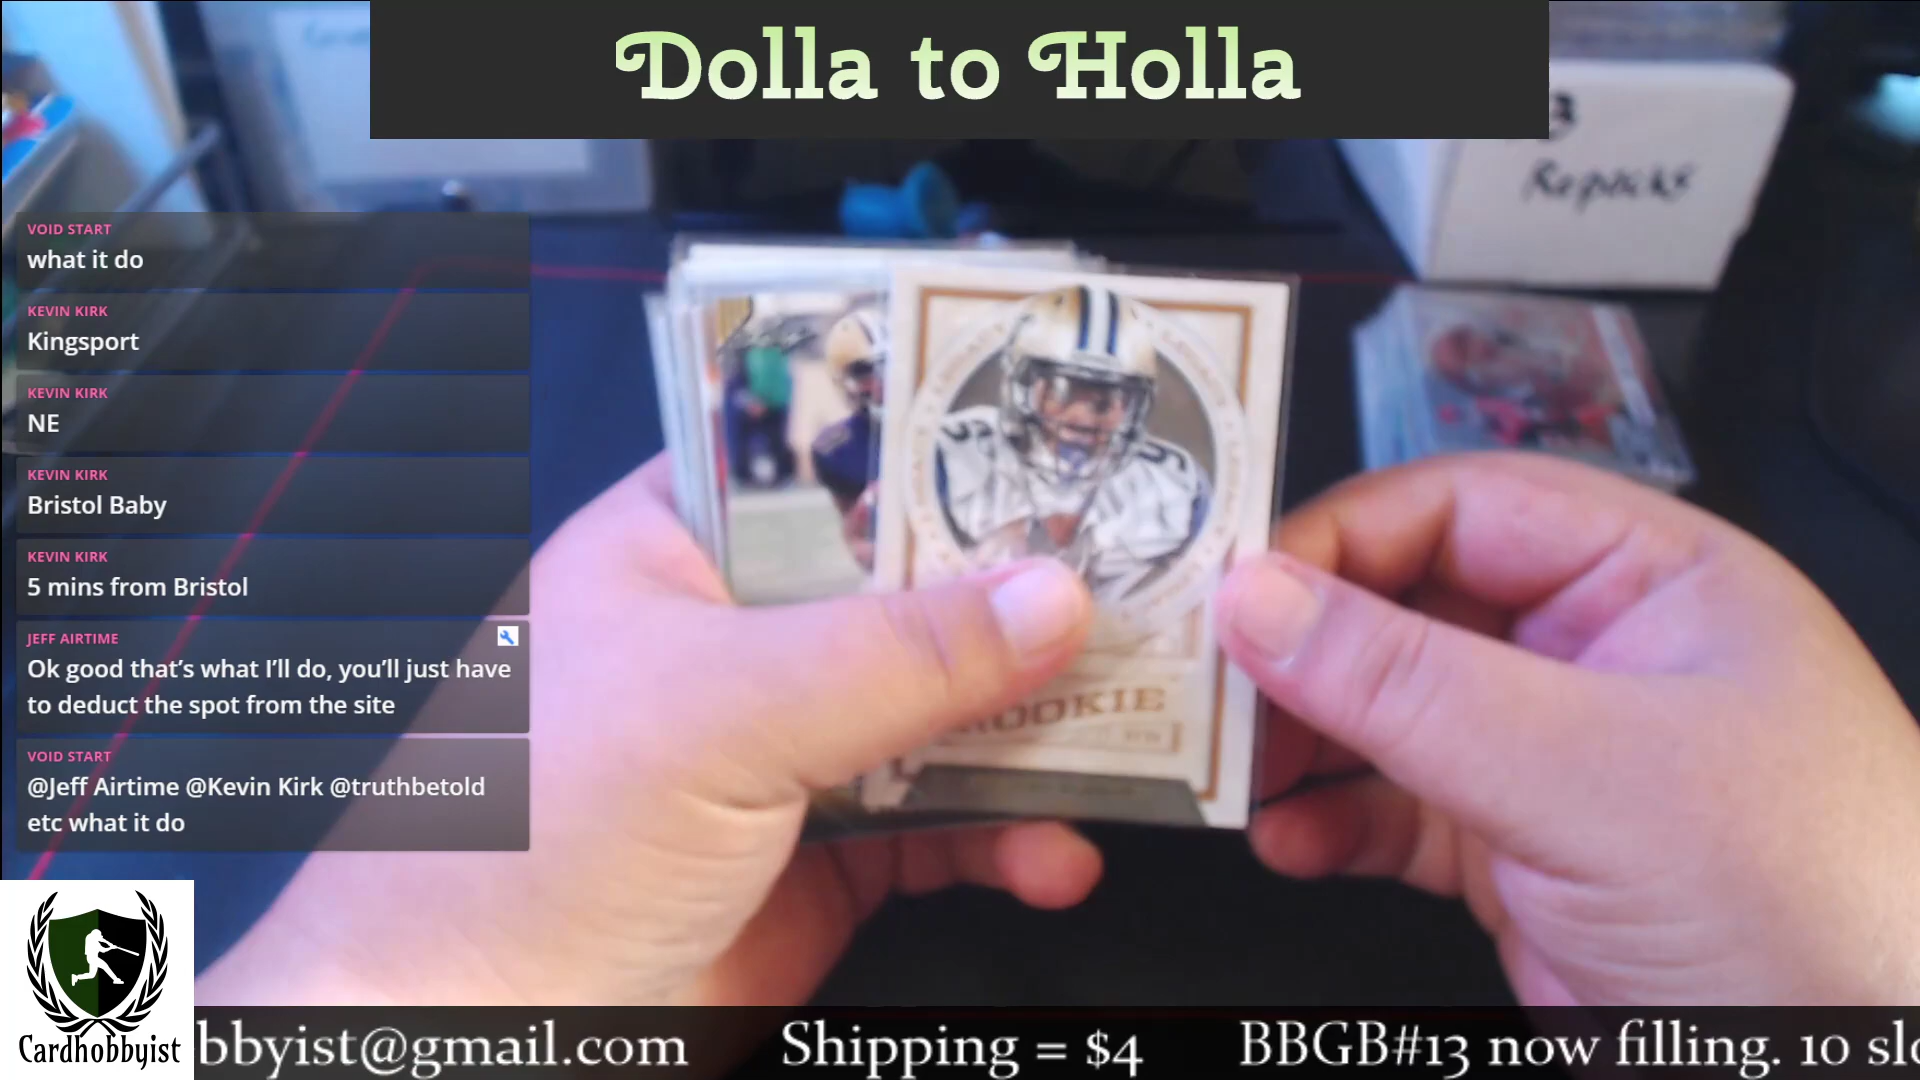 Dolla to Holla
3
Repacks
VOID START
what it do
KEVIN KIRK
Kingsport
KEVIN KIRK
NE
KEVIN KIRK
Bristol Baby
KEVIN KIRK
5 mins from Bristol
JEFF AIRTIME
Ok good that's what I'll do, you'll just have
to deduct the spot from the site
VOID START
@Jeff Airtime @Kevin Kirk @truthbetold
etc what it do
ROOKIE
Cardhobbyist
bbyist@gmail.com Shipping = $4 BBGB#13 now filling. 10 slo